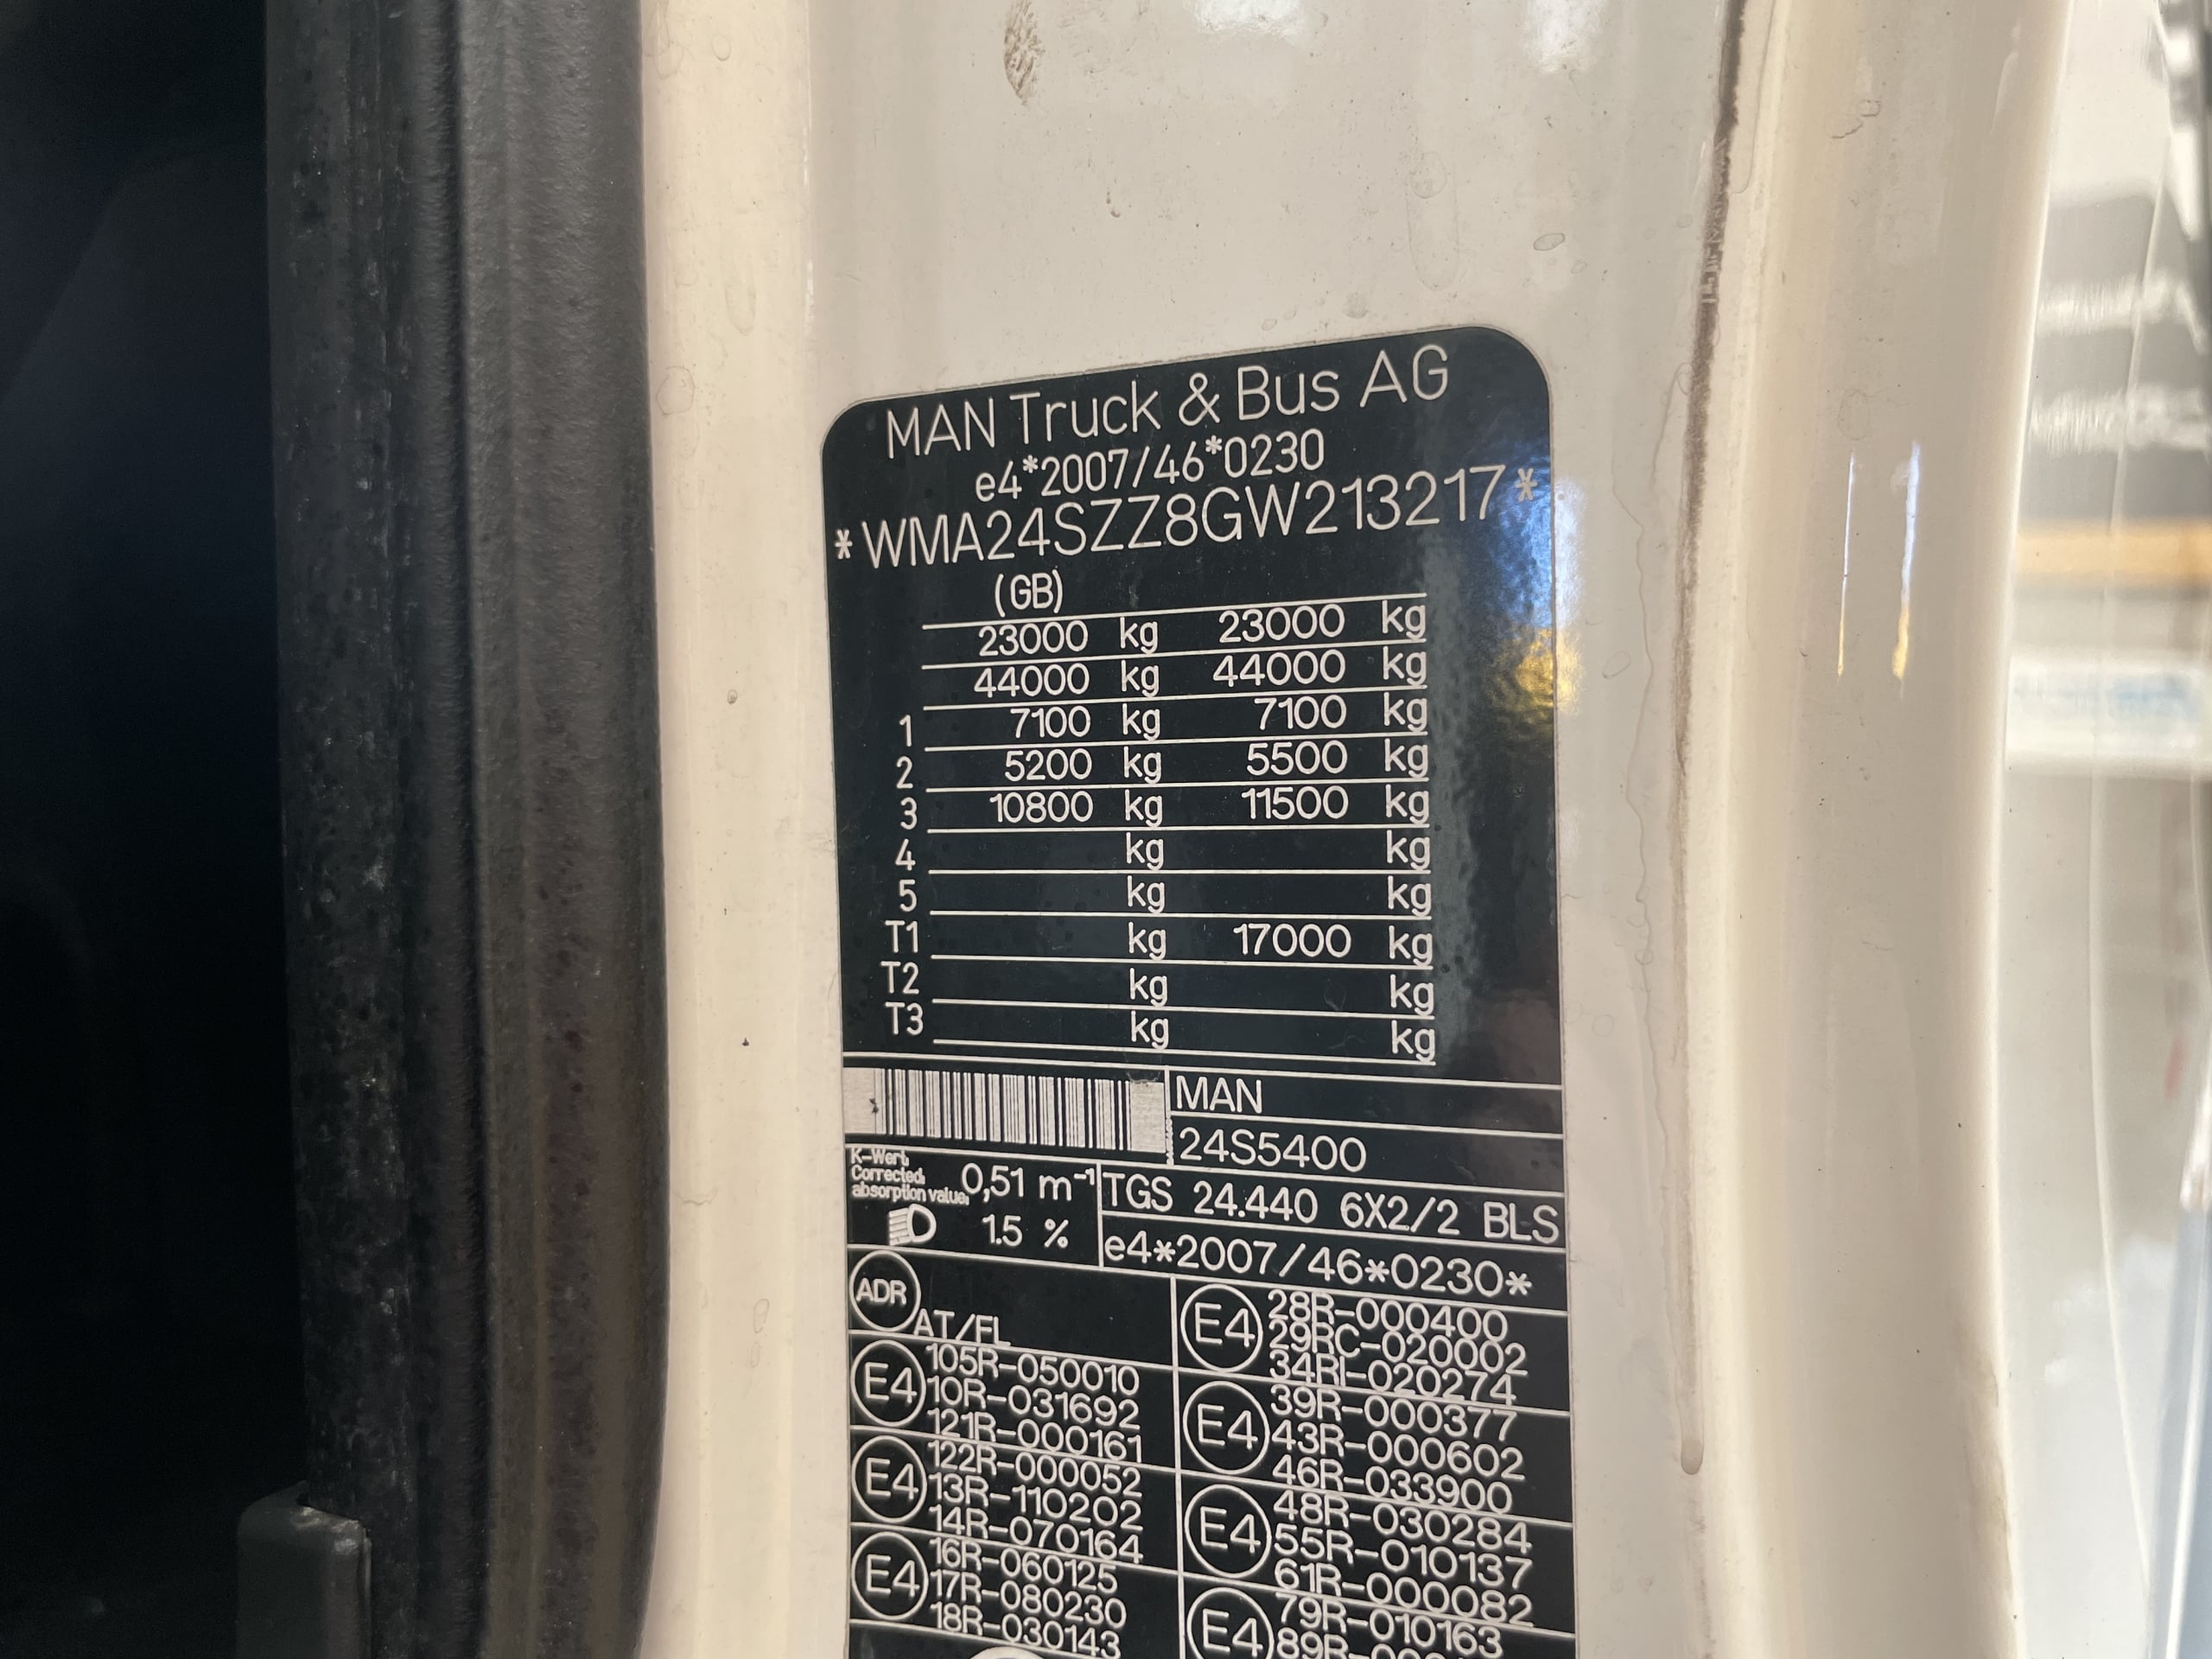 MAN Truck & Bus AG
e4*2007/46*0230
*WMA24SZZ8GW213217*
(GB)
23000 kg 23000 kg
44000 kg 44000 kg
1 7100 kg 7100 kg
2 5200 kg 5500 kg
3 10800 kg 11500 kg
4 kg kg
5 kg kg
T1 kg 17000 kg
T2 kg kg
T3 kg kg
MAN
24S5400
K-Wert,
Corrected,
absorption value,
0,51 m⁻¹
TGS 24.440 6X2/2 BLS
1.5 %
e4*2007/46*0230*
ADR
AT/FL
E4
105R-050010
10R-031692
121R-000161
E4
122R-000052
13R-110202
14R-070164
E4
16R-060125
17R-080230
18R-030143
E4
28R-000400
29RC-020002
34RI-020274
E4
39R-000377
43R-000602
46R-033900
E4
48R-030284
55R-010137
61R-000082
E4
79R-010163